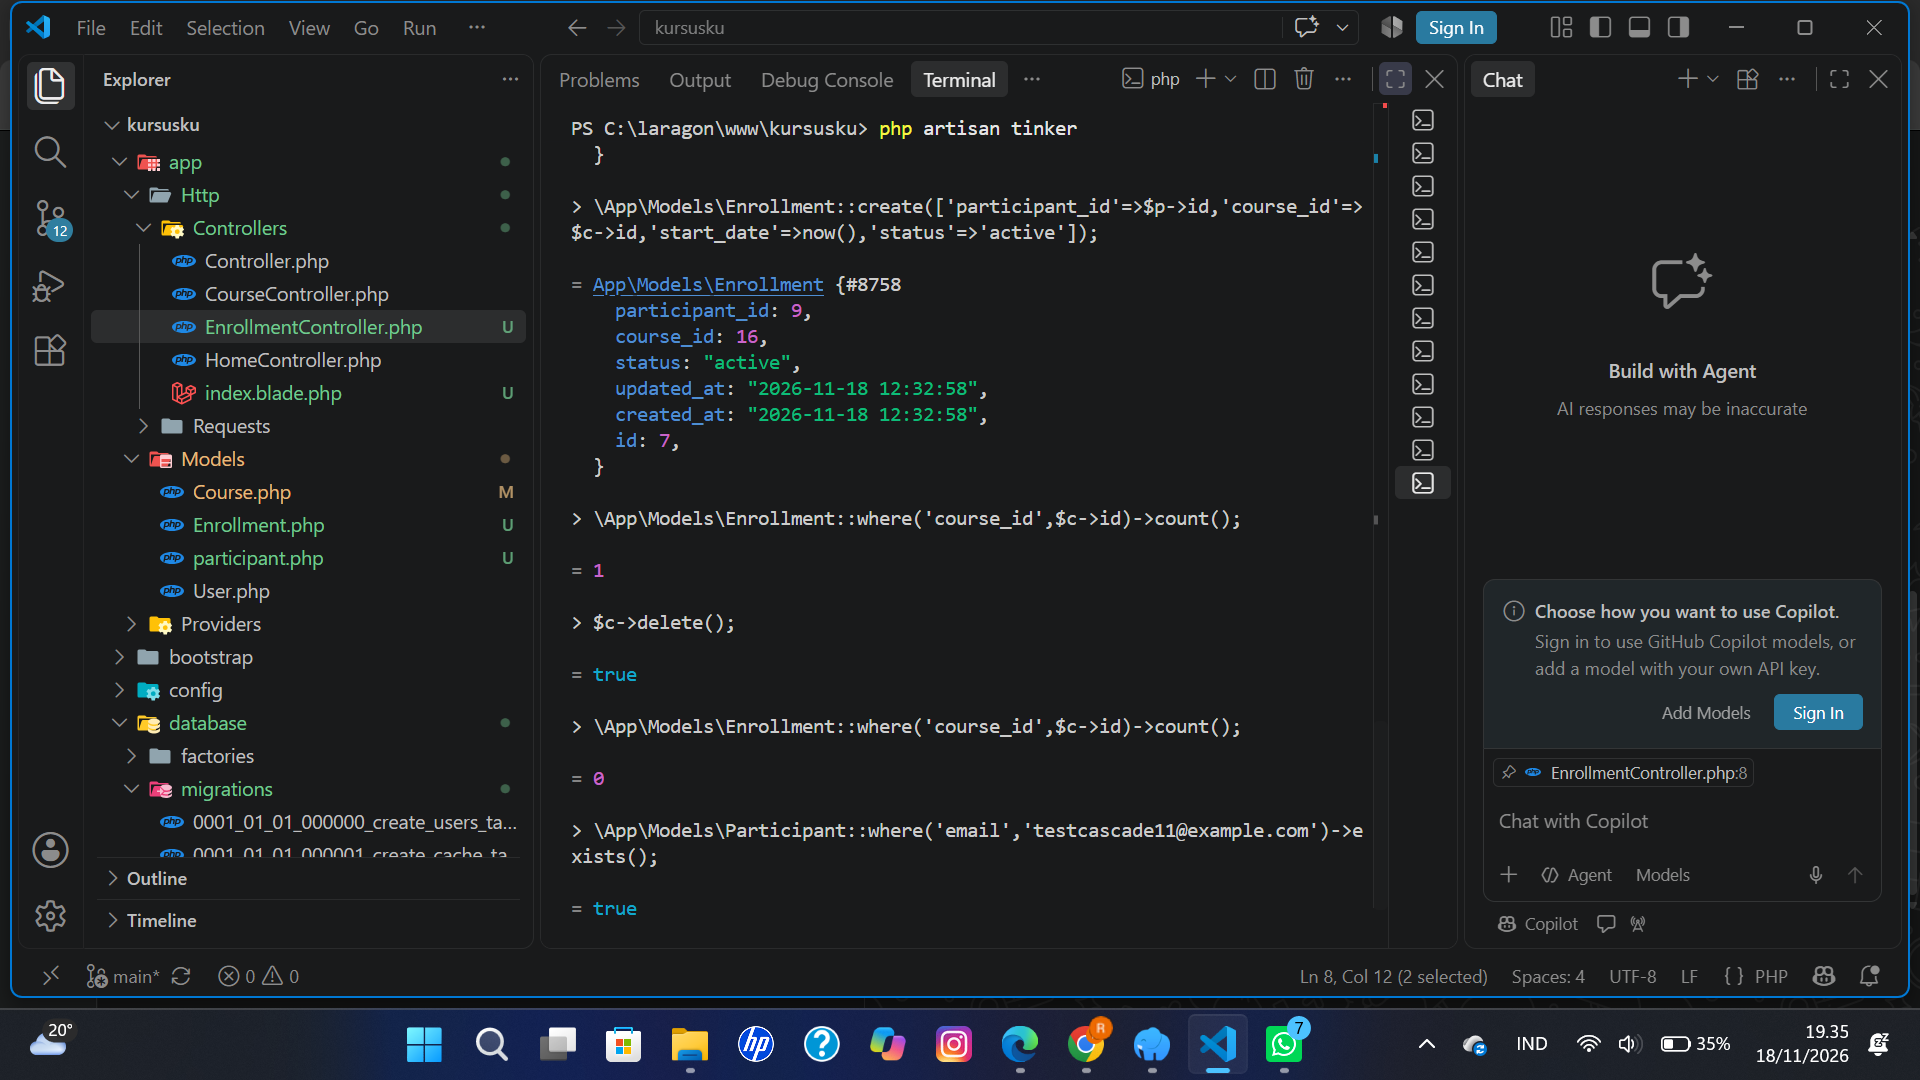 File Edit Selection View Go Run ···
kursusku
Sign In
Explorer
kursusku
app
Http
Controllers
Controller.php
CourseController.php
EnrollmentController.php U
HomeController.php
index.blade.php U
Requests
Models
Course.php M
Enrollment.php U
participant.php U
User.php
Providers
bootstrap
config
database
factories
migrations
0001_01_01_000000_create_users_ta...
0001_01_01_000001_create_cache_ta...
Outline
Timeline
12
Problems Output Debug Console Terminal ···
php
PS C:\laragon\www\kursusku> php artisan tinker
}
> \App\Models\Enrollment::create(['participant_id'=>$p->id,'course_id'=>
$c->id,'start_date'=>now(),'status'=>'active']);
= App\Models\Enrollment {#8758
participant_id: 9,
course_id: 16,
status: "active",
updated_at: "2026-11-18 12:32:58",
created_at: "2026-11-18 12:32:58",
id: 7,
}
> \App\Models\Enrollment::where('course_id',$c->id)->count();
= 1
> $c->delete();
= true
> \App\Models\Enrollment::where('course_id',$c->id)->count();
= 0
> \App\Models\Participant::where('email','testcascade11@example.com')->e
xists();
= true
Chat
Build with Agent
AI responses may be inaccurate
Choose how you want to use Copilot.
Sign in to use GitHub Copilot models, or
add a model with your own API key.
Add Models Sign In
EnrollmentController.php:8
Chat with Copilot
Agent Models
Copilot
main* 0 0
Ln 8, Col 12 (2 selected) Spaces: 4 UTF-8 LF { } PHP
20°
hp
R
7
IND
35%
19.35
18/11/2026